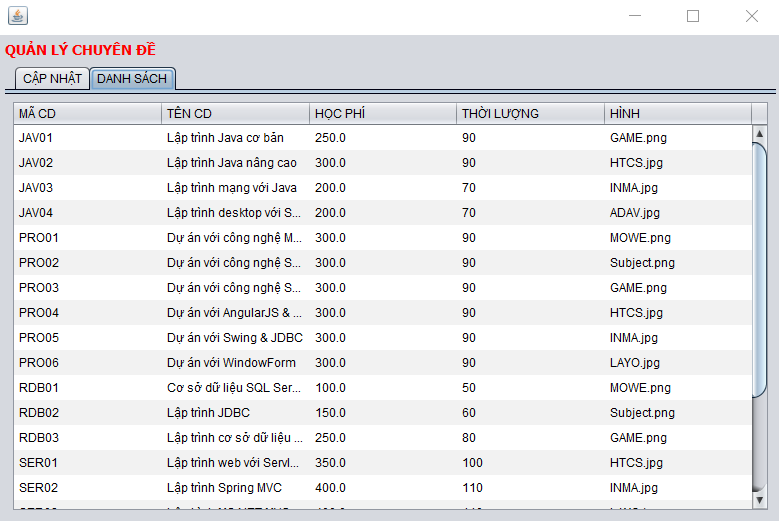 QUẢN LÝ CHUYÊN ĐỀ
CẬP NHẬT DANH SÁCH
MÃ CD TÊN CD HỌC PHÍ THỜI LƯỢNG HÌNH
JAV01 Lập trình Java cơ bản 250.0 90 GAME.png
JAV02 Lập trình Java nâng cao 300.0 90 HTCS.jpg
JAV03 Lập trình mạng với Java 200.0 70 INMA.jpg
JAV04 Lập trình desktop với S... 200.0 70 ADAV.jpg
PRO01 Dự án với công nghệ M... 300.0 90 MOWE.png
PRO02 Dự án với công nghệ S... 300.0 90 Subject.png
PRO03 Dự án với công nghệ S... 300.0 90 GAME.png
PRO04 Dự án với AngularJS & ... 300.0 90 HTCS.jpg
PRO05 Dự án với Swing & JDBC 300.0 90 INMA.jpg
PRO06 Dự án với WindowForm 300.0 90 LAYO.jpg
RDB01 Cơ sở dữ liệu SQL Ser... 100.0 50 MOWE.png
RDB02 Lập trình JDBC 150.0 60 Subject.png
RDB03 Lập trình cơ sở dữ liệu ... 250.0 80 GAME.png
SER01 Lập trình web với Servl... 350.0 100 HTCS.jpg
SER02 Lập trình Spring MVC 400.0 110 INMA.jpg